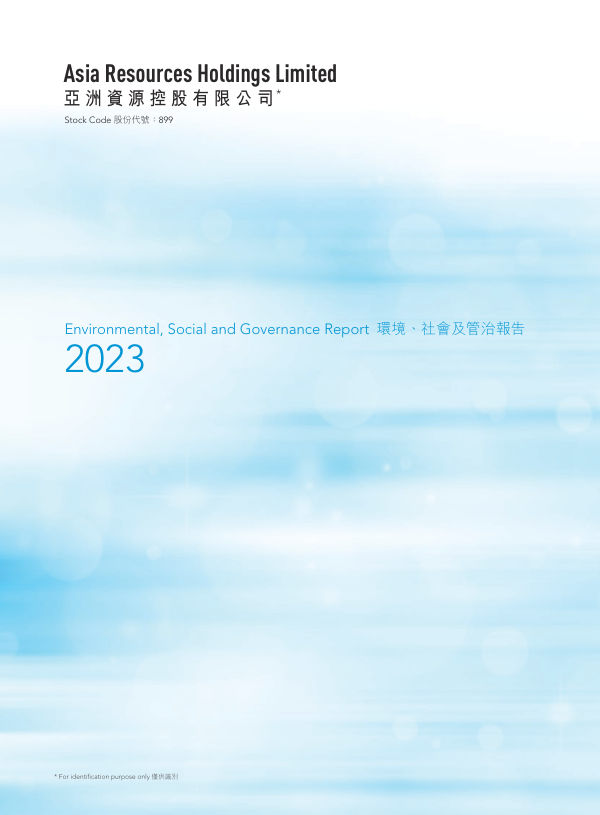 Asia Resources Holdings Limited
亞洲資源控股有限公司*
Stock Code 股份代號：899
Environmental, Social and Governance Report 環境、社會及管治報告
2023
* For identification purpose only 僅供識別